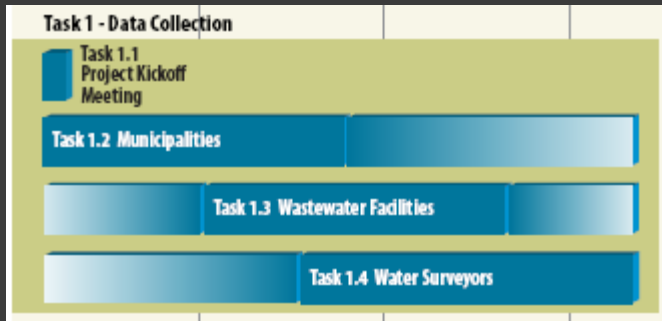 Task 1 - Data Collection
Task 1.1
Project Kickoff
Meeting
Task 1.2 Municipalities
Task 1.3 Wastewater Facilities
Task 1.4 Water Surveyors